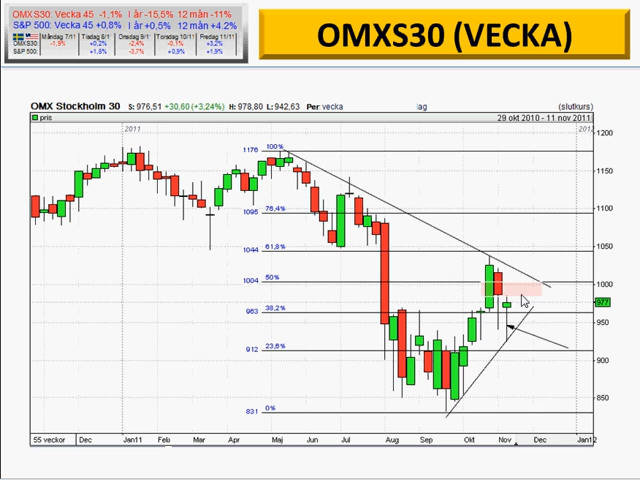 OMXS30: Vecka 45 -1,1% I år -15,5% 12 mån -11%
S&P 500: Vecka 45 +0,8% I år +0,5% 12 mån +4.2%
Måndag 7/11 Tisdag 8/1 Onsdag 9/1 Torsdag 10/1 Fredag 11/11
OMXS30: -1,9% +0,2% -2,4% -0,1% +3,2%
S&P 500: +1.8% -3,7% +0,9% +1,9%
OMXS30 (VECKA)
OMX Stockholm 30 S: 976,51 +30,60 (+3,24%) H: 978,80 L: 942,63 Per vecka lag (slutkurs)
pris 29 okt 2010 - 11 nov 2011
2011 2012
1200
1176 100%
1150
1100
1095 76,4%
1050
1044 61,8%
1004 50%
1000
977
963 38,2%
950
912 23,6%
900
850
831 0%
55 veckor Dec Jan11 Feb Mar Apr Maj Jun Jul Aug Sep Okt Nov Dec Jan12